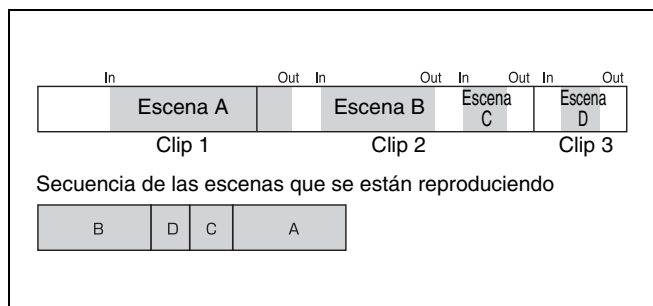 In Out In Out In Out In Out
Escena A Escena B Escena C Escena D
Clip 1 Clip 2 Clip 3
Secuencia de las escenas que se están reproduciendo
B D C A